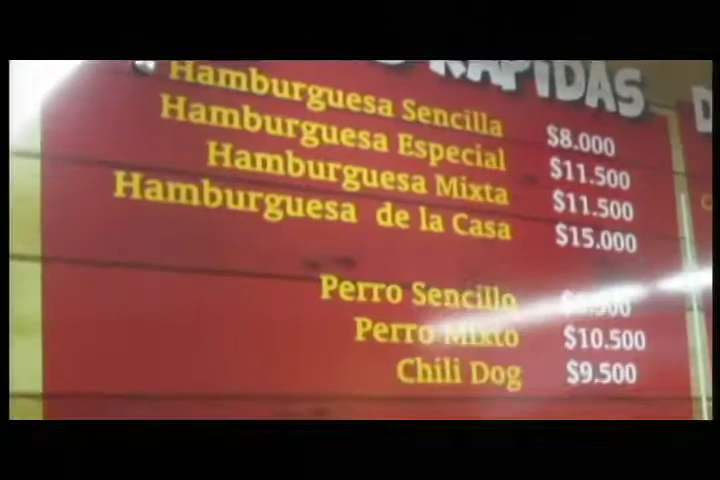 RAPIDAS
Hamburguesa Sencilla $8.000
Hamburguesa Especial $11.500
Hamburguesa Mixta $11.500
Hamburguesa de la Casa $15.000
Perro Sencillo
Perro Mixto $10.500
Chili Dog $9.500